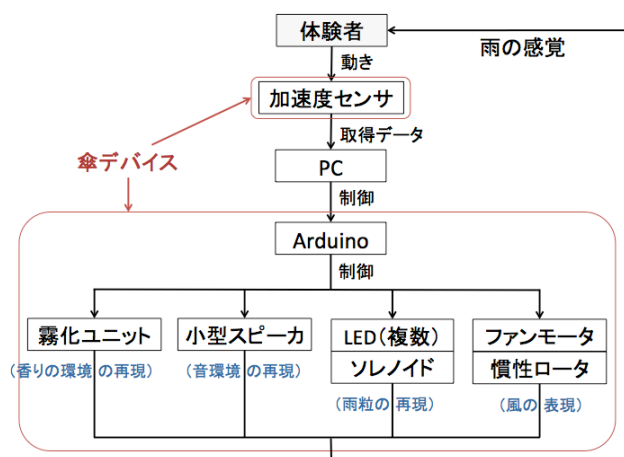 体験者
雨の感覚
動き
加速度センサ
取得データ
傘デバイス
PC
制御
Arduino
制御
霧化ユニット
小型スピーカ
LED(複数)
ファンモータ
ソレノイド
慣性ロータ
(香りの環境の再現)
(音環境の再現)
(雨粒の再現)
(風の表現)